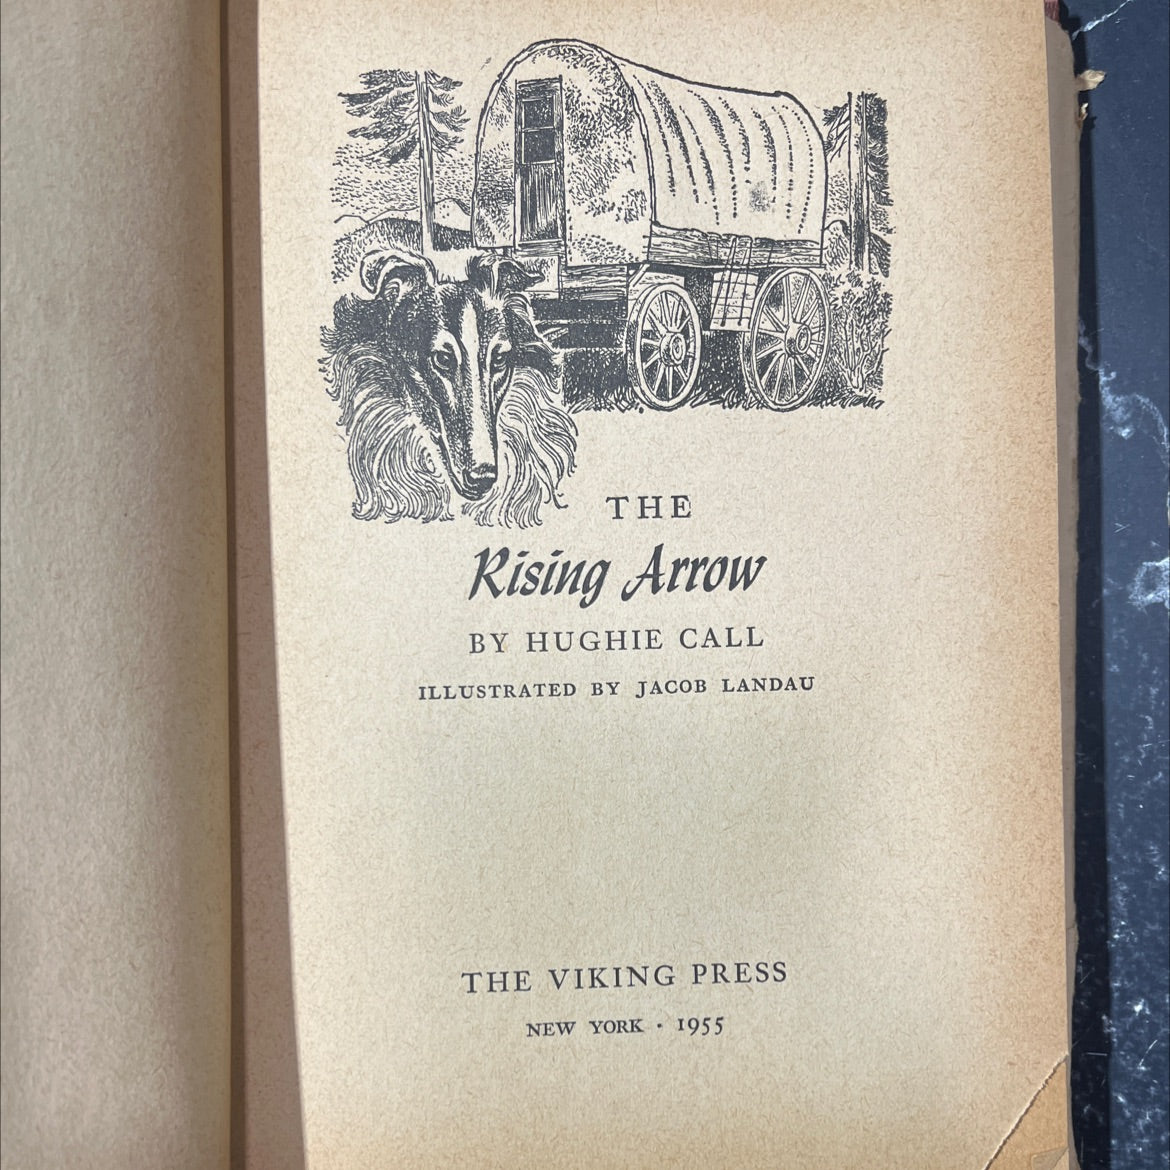 THE
Rising Arrow
BY HUGHIE CALL
ILLUSTRATED BY JACOB LANDAU
THE VIKING PRESS
NEW YORK · 1955